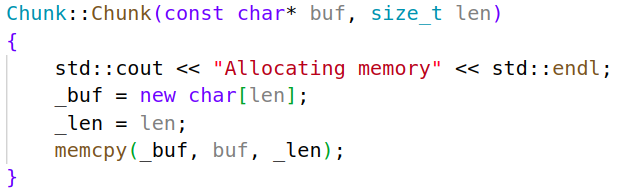 Chunk::Chunk(const char* buf, size_t len)
{
    std::cout << "Allocating memory" << std::endl;
    _buf = new char[len];
    _len = len;
    memcpy(_buf, buf, _len);
}